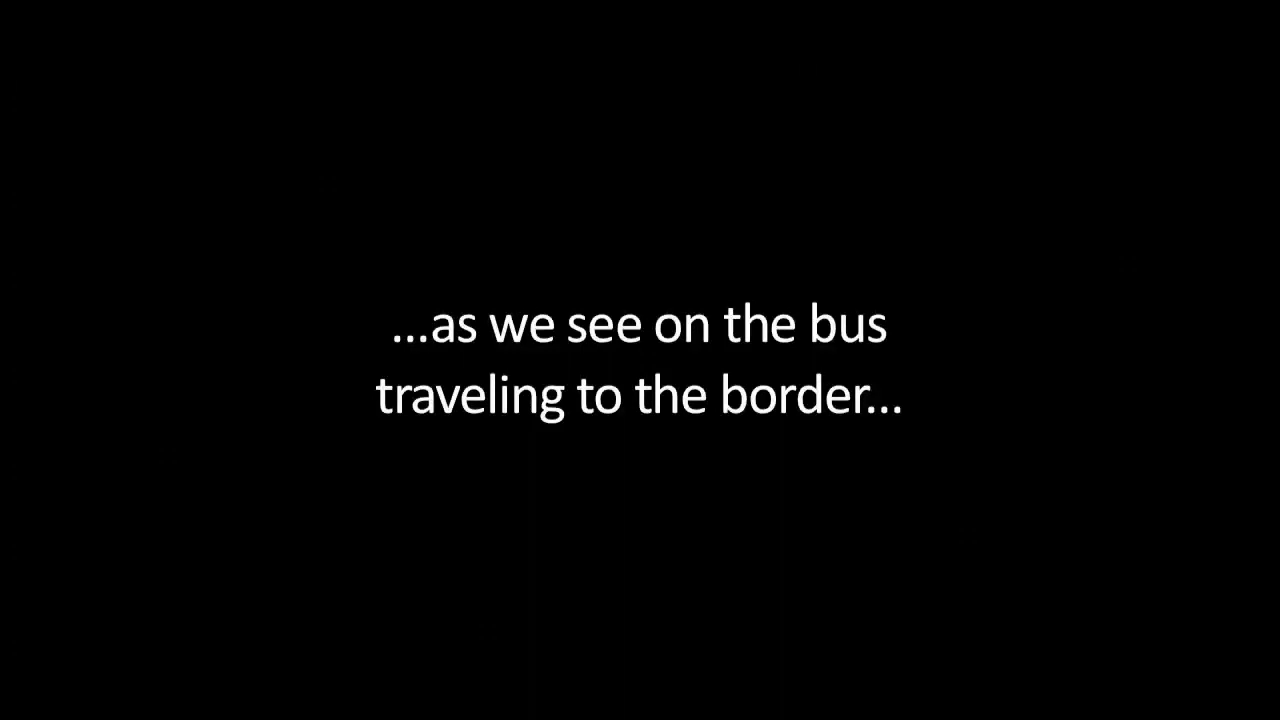 ...as we see on the bus
traveling to the border...